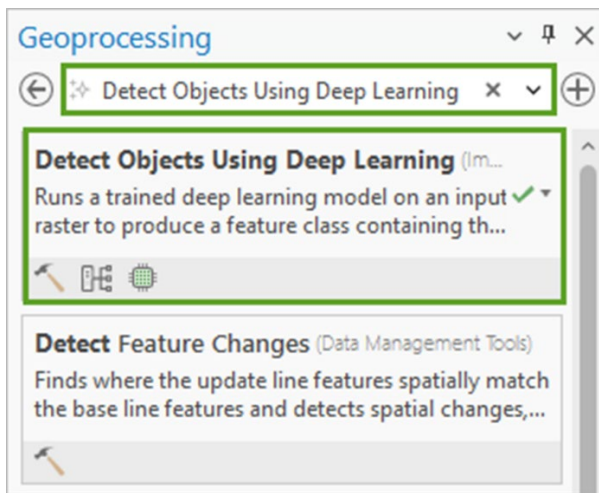 Geoprocessing
Detect Objects Using Deep Learning
Detect Objects Using Deep Learning (Im...
Runs a trained deep learning model on an input
raster to produce a feature class containing th...
Detect Feature Changes (Data Management Tools)
Finds where the update line features spatially match
the base line features and detects spatial changes,...